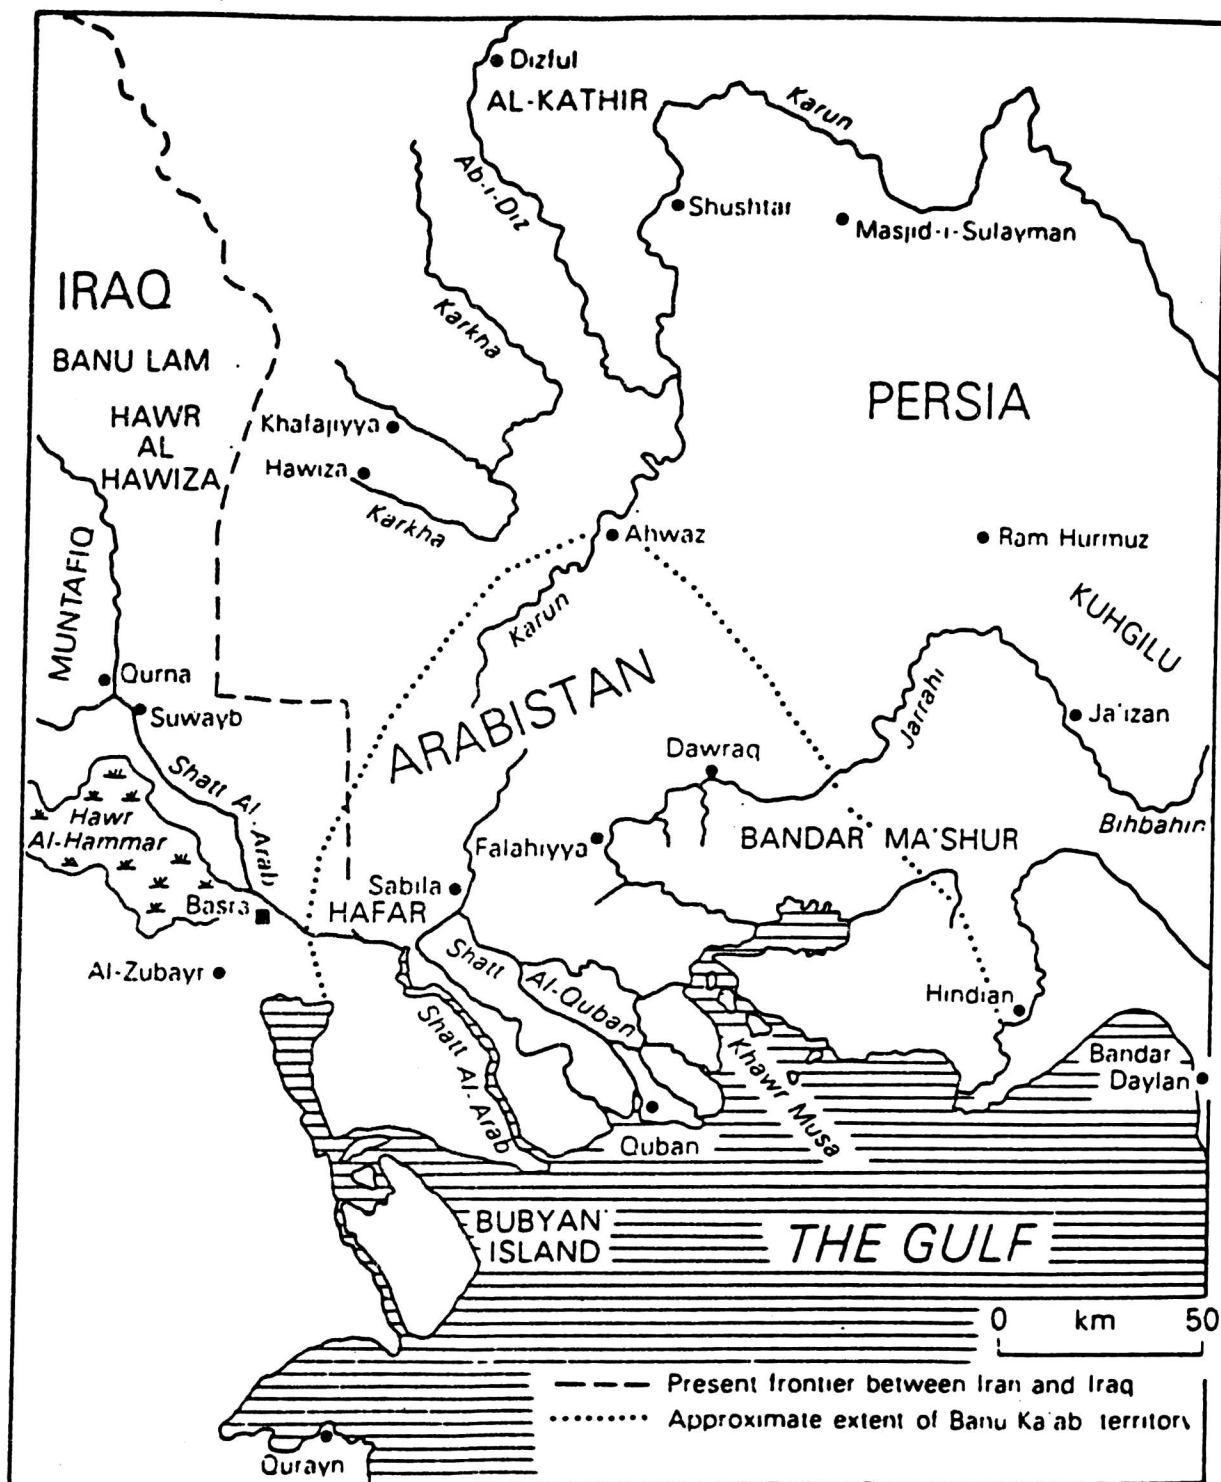 Dizful
AL-KATHIR
Karun
Ab-ı-Diz
Shushtar
Masjid-ı-Sulayman
IRAQ
Karkha
BANU LAM
PERSIA
HAWR
AL
HAWIZA
Khafajiyya
Hawiza
Karkha
Ahwaz
Ram Hurmuz
MUNTAFIQ
Karun
KUHGILU
Qurna
Suwayb
ARABISTAN
Jarrahi
Ja'ızan
Dawraq
Shatt Al-Arab
Hawr
Al-Hammar
Falahiyya
BANDAR MA'SHUR
Bihbahin
Sabila
Basra
HAFAR
Al-Zubayr
Shatt
Al-Quban
Hindian
Shatt Al-Arab
Khawr Musa
Bandar
Daylan
Quban
BUBYAN
ISLAND
THE GULF
0 km 50
Present frontier between Iran and Iraq
Approximate extent of Banu Ka'ab territory
Qurayn